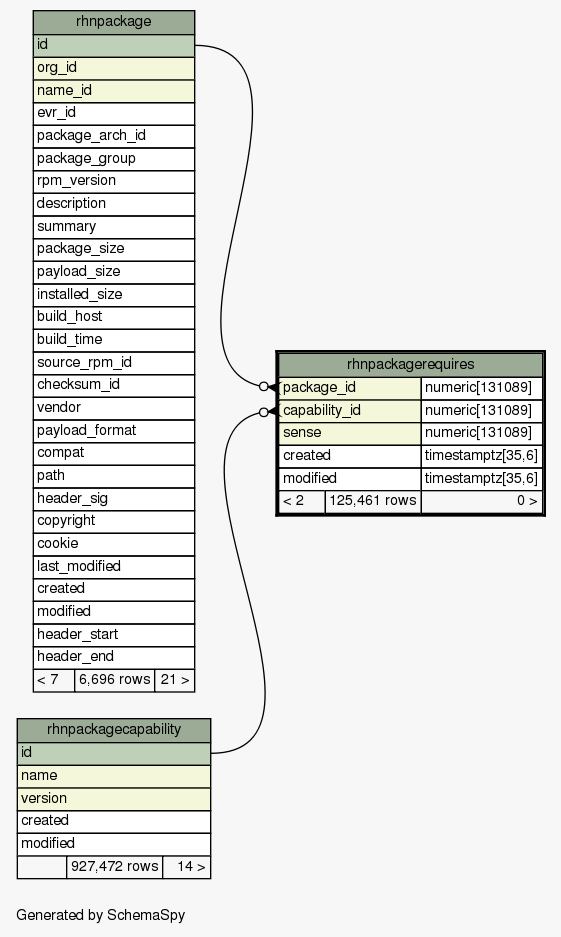 rhnpackage
id
org_id
name_id
evr_id
package_arch_id
package_group
rpm_version
description
summary
package_size
payload_size
installed_size
build_host
build_time
source_rpm_id
checksum_id
vendor
payload_format
compat
path
header_sig
copyright
cookie
last_modified
created
modified
header_start
header_end
< 7 6,696 rows 21 >
rhnpackagerequires
package_id numeric[131089]
capability_id numeric[131089]
sense numeric[131089]
created timestamptz[35,6]
modified timestamptz[35,6]
< 2 125,461 rows 0 >
rhnpackagecapability
id
name
version
created
modified
927,472 rows 14 >
Generated by SchemaSpy